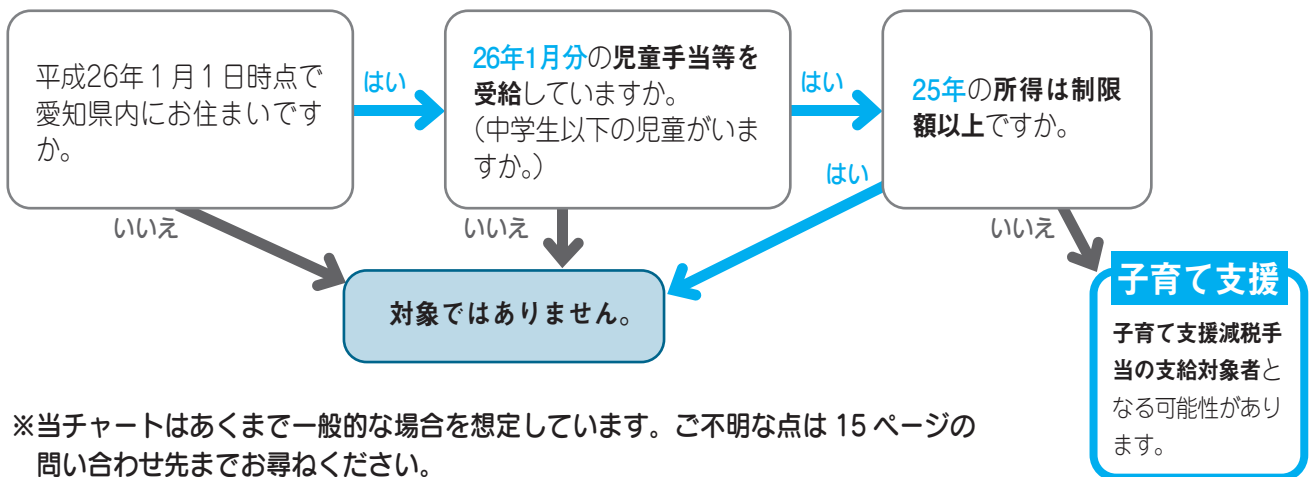 平成26年１月１日時点で
愛知県内にお住まいです
か。
はい
26年1月分の児童手当等を
受給していますか。
（中学生以下の児童がいま
すか。）
はい
25年の所得は制限
額以上ですか。
はい
いいえ
いいえ
いいえ
対象ではありません。
子育て支援
子育て支援減税手
当の支給対象者と
なる可能性があり
ます。
※当チャートはあくまで一般的な場合を想定しています。ご不明な点は 15 ページの
問い合わせ先までお尋ねください。